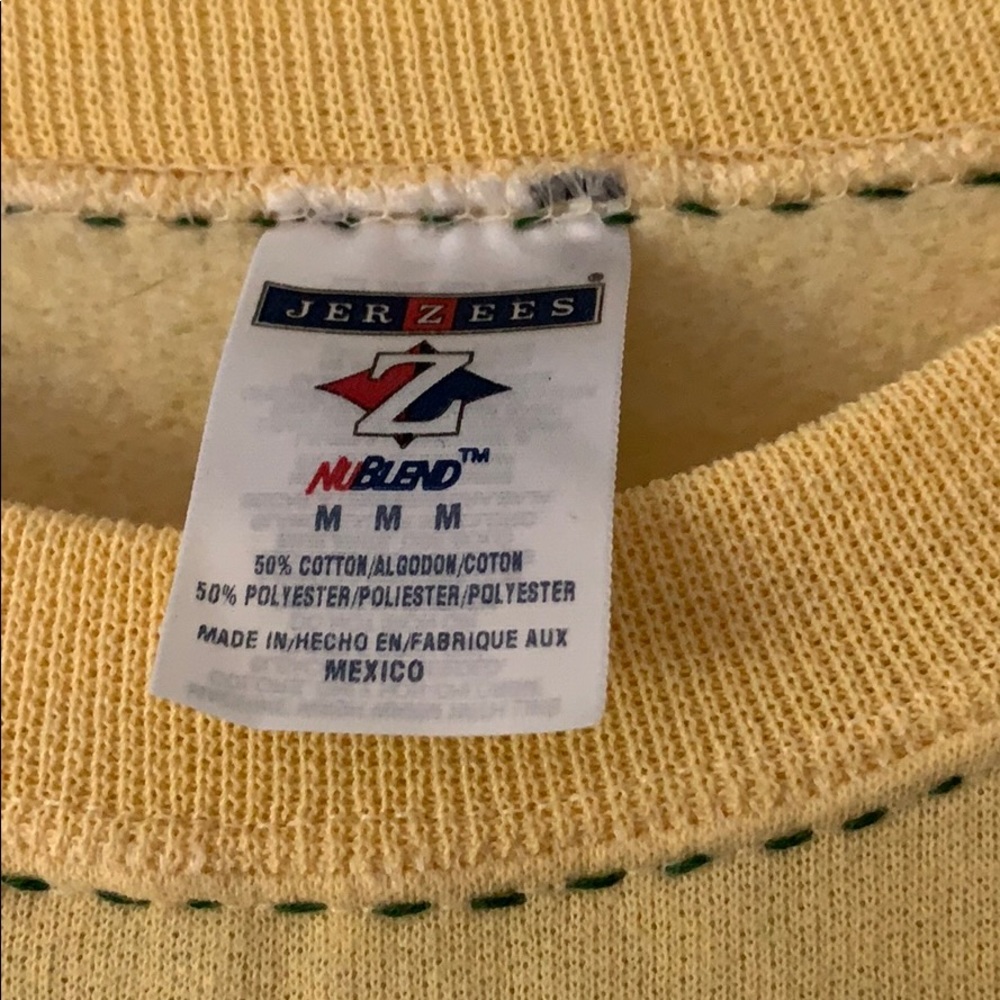 JERZEES®
Z
NUBLEND™
M M M
50% COTTON/ALGODON/COTON
50% POLYESTER/POLIESTER/POLYESTER
MADE IN/HECHO EN/FABRIQUE AUX
MEXICO